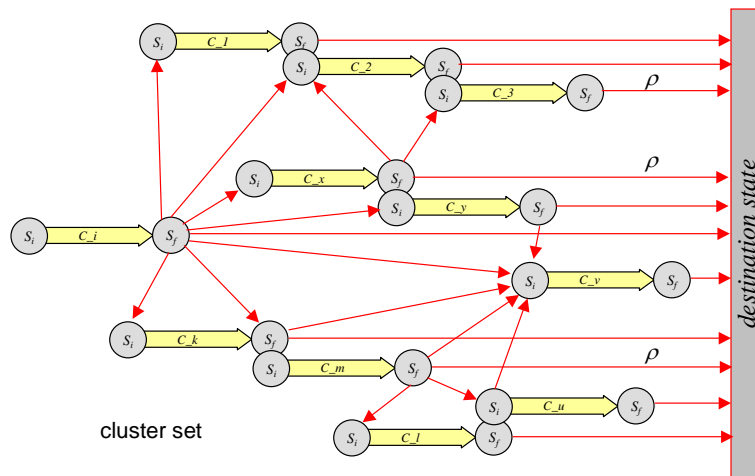 S_i C_1 S_f
S_i C_2 S_f
S_i C_3 S_f ρ
S_i C_x S_f ρ
S_i C_y S_f
S_i C_i S_f
S_i C_v S_f
S_i C_k S_f
S_i C_m S_f ρ
S_i C_u S_f
S_i C_l S_f
cluster set
destination state